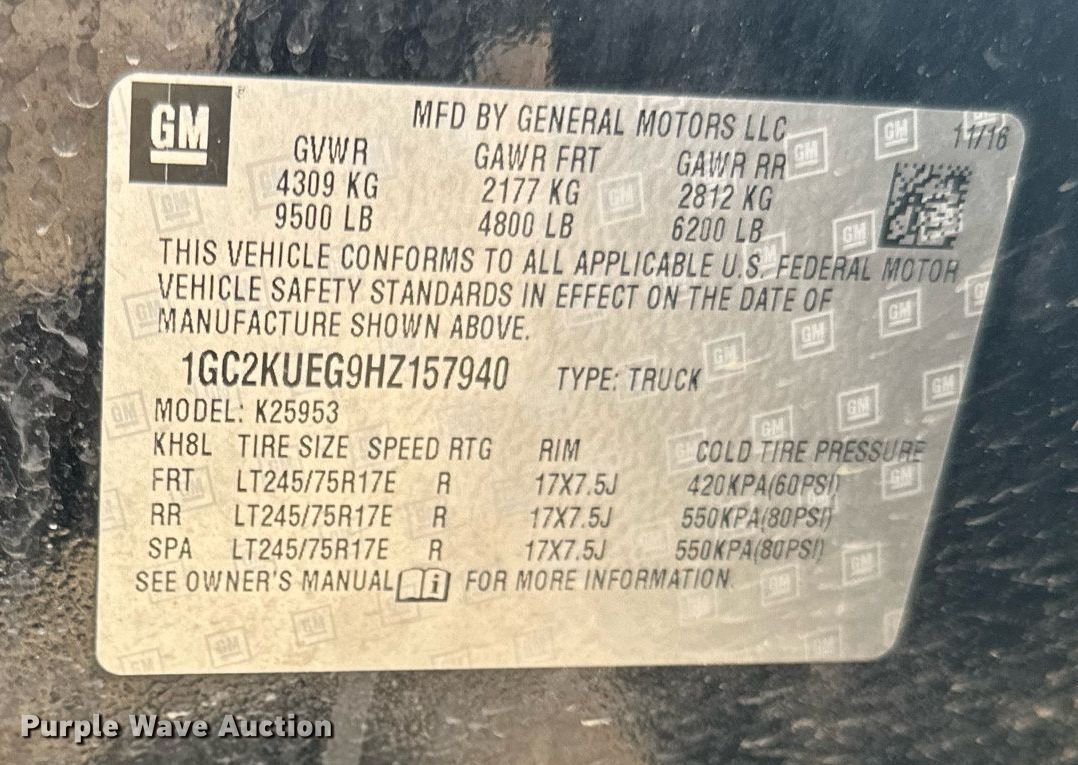 GM
MFD BY GENERAL MOTORS LLC
11/16
GVWR GAWR FRT GAWR RR
4309 KG 2177 KG 2812 KG
9500 LB 4800 LB 6200 LB
THIS VEHICLE CONFORMS TO ALL APPLICABLE U.S. FEDERAL MOTOR
VEHICLE SAFETY STANDARDS IN EFFECT ON THE DATE OF
MANUFACTURE SHOWN ABOVE.
1GC2KUEG9HZ157940 TYPE: TRUCK
MODEL: K25953
KH8L TIRE SIZE SPEED RTG RIM COLD TIRE PRESSURE
FRT LT245/75R17E R 17X7.5J 420KPA(60PSI)
RR LT245/75R17E R 17X7.5J 550KPA(80PSI)
SPA LT245/75R17E R 17X7.5J 550KPA(80PSI)
SEE OWNER'S MANUAL i FOR MORE INFORMATION.
Purple Wave Auction